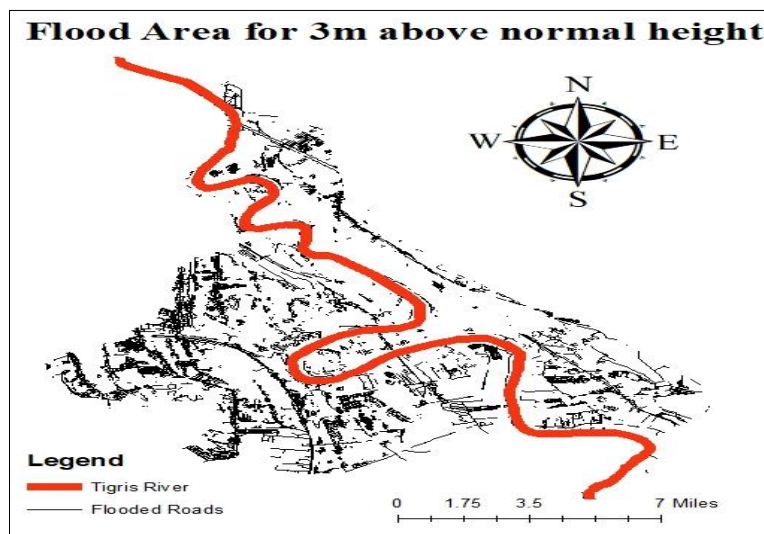 Flood Area for 3m above normal height
N
W E
S
Legend
Tigris River
Flooded Roads
0 1.75 3.5 7 Miles